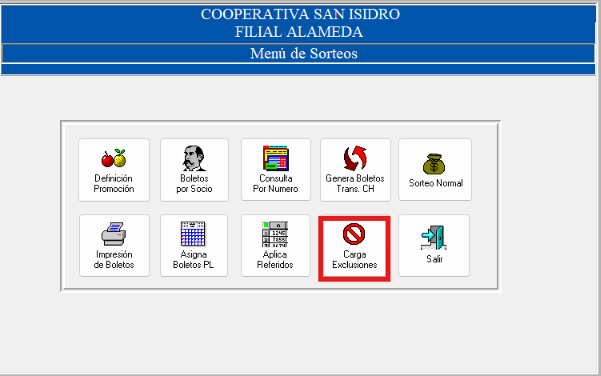 COOPERATIVA SAN ISIDRO
FILIAL ALAMEDA
Menú de Sorteos
Definición
Promoción
Boletos
por Socio
Consulta
Por Numero
Genera Boletos
Trans. CH
Sorteo Normal
Impresión
de Boletos
Asigna
Boletos PL
Aplica
Referidos
Carga
Exclusiones
Salir